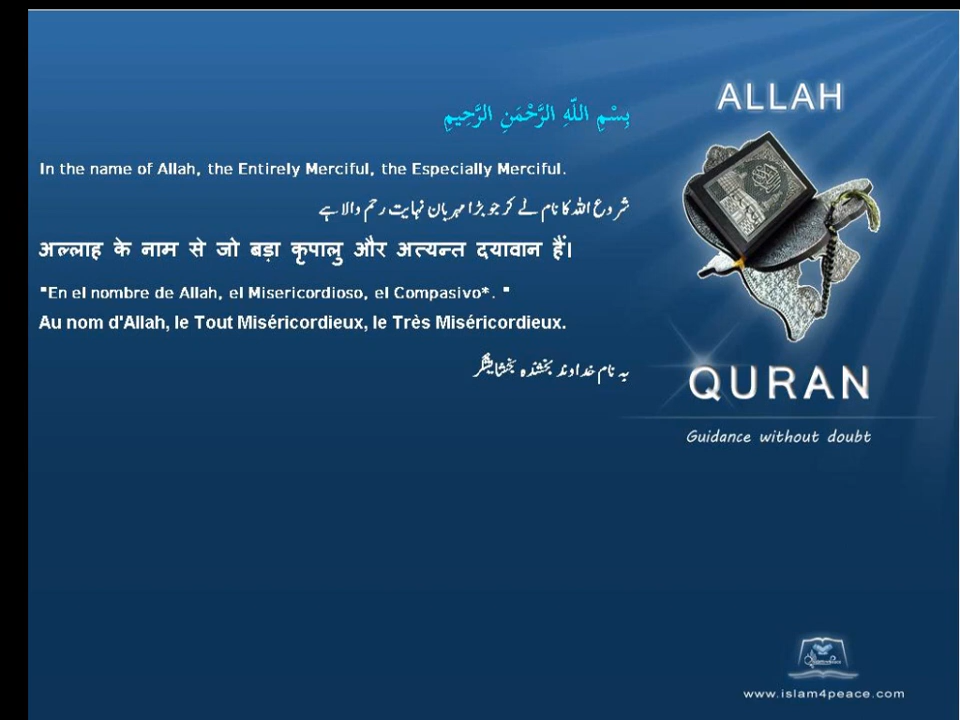 بِسْمِ اللَّهِ الرَّحْمَنِ الرَّحِيمِ
In the name of Allah, the Entirely Merciful, the Especially Merciful.
شروع اللہ کا نام لے کر جو بڑا مہربان نہایت رحم والا ہے
अल्लाह के नाम से जो बड़ा कृपालु और अत्यन्त दयावान हैं।
"En el nombre de Allah, el Misericordioso, el Compasivo*. "
Au nom d'Allah, le Tout Miséricordieux, le Très Miséricordieux.
به نام خداوند بخشنده بخشایشگر
ALLAH
QURAN
Guidance without doubt
www.islam4peace.com